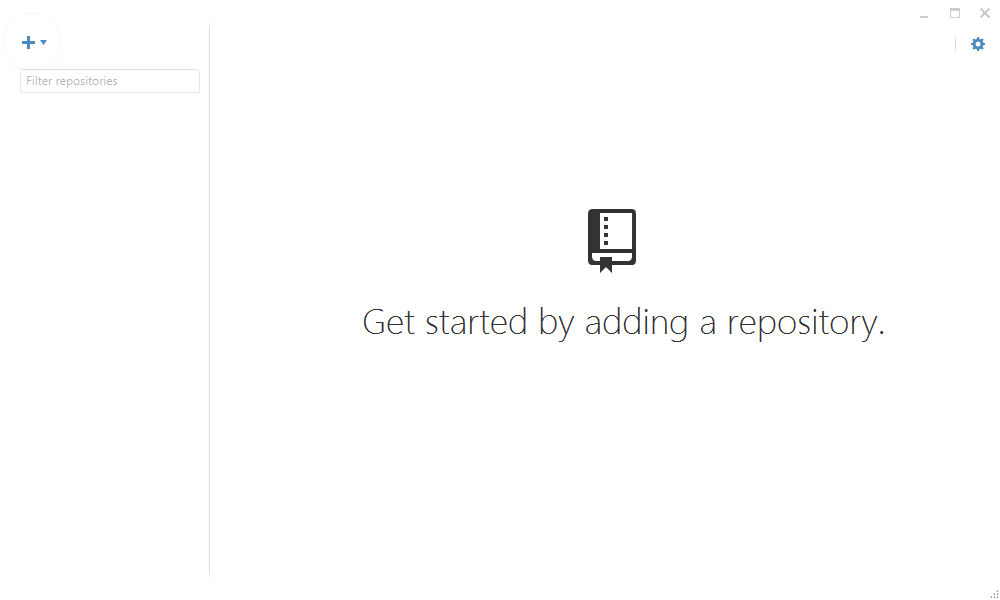 Filter repositories
Get started by adding a repository.